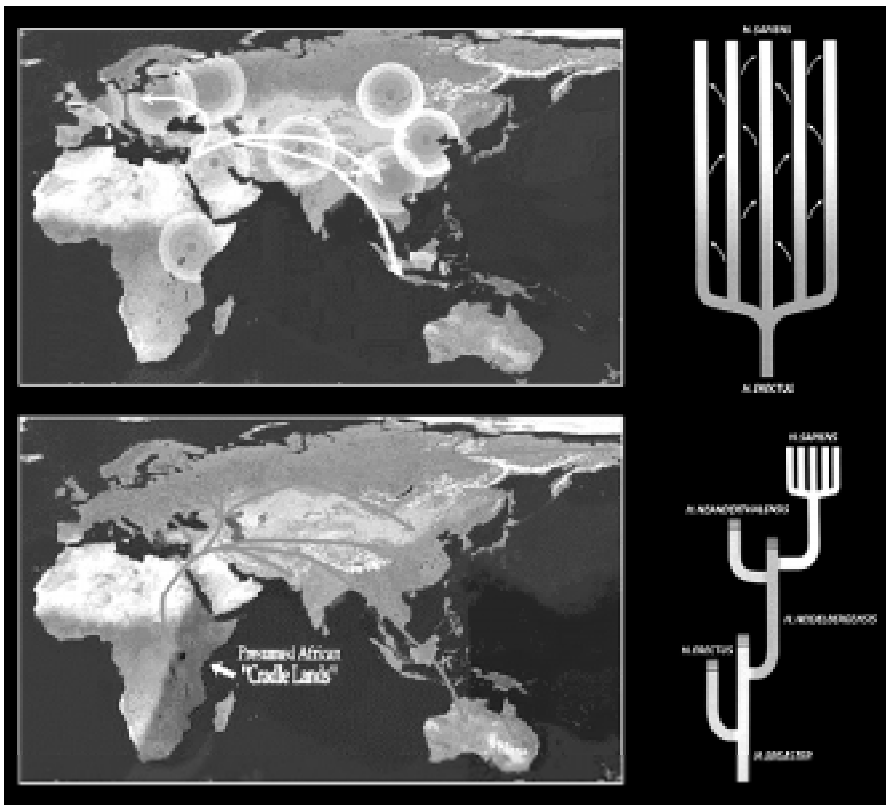 H. SAPIENS
H. ERECTUS
H. SAPIENS
H. NEANDERTHALENSIS
H. HEIDELBERGENSIS
Presumed African
"Cradle Lands"
H. ERECTUS